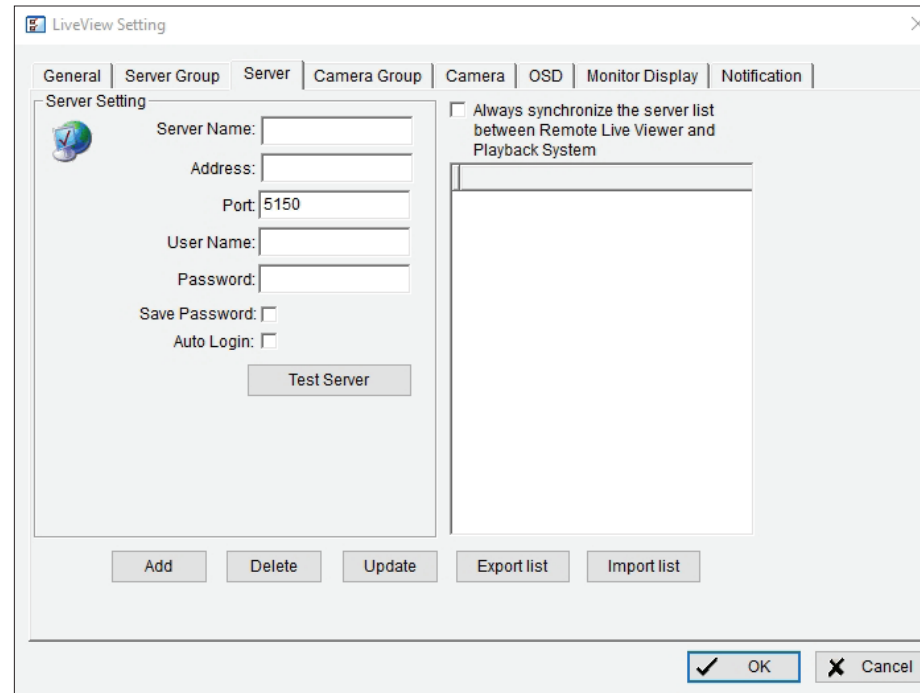 LiveView Setting
General Server Group Server Camera Group Camera OSD Monitor Display Notification
Server Setting
Server Name:
Address:
Port: 5150
User Name:
Password:
Save Password:
Auto Login:
Test Server
Always synchronize the server list
between Remote Live Viewer and
Playback System
Add Delete Update Export list Import list
OK Cancel